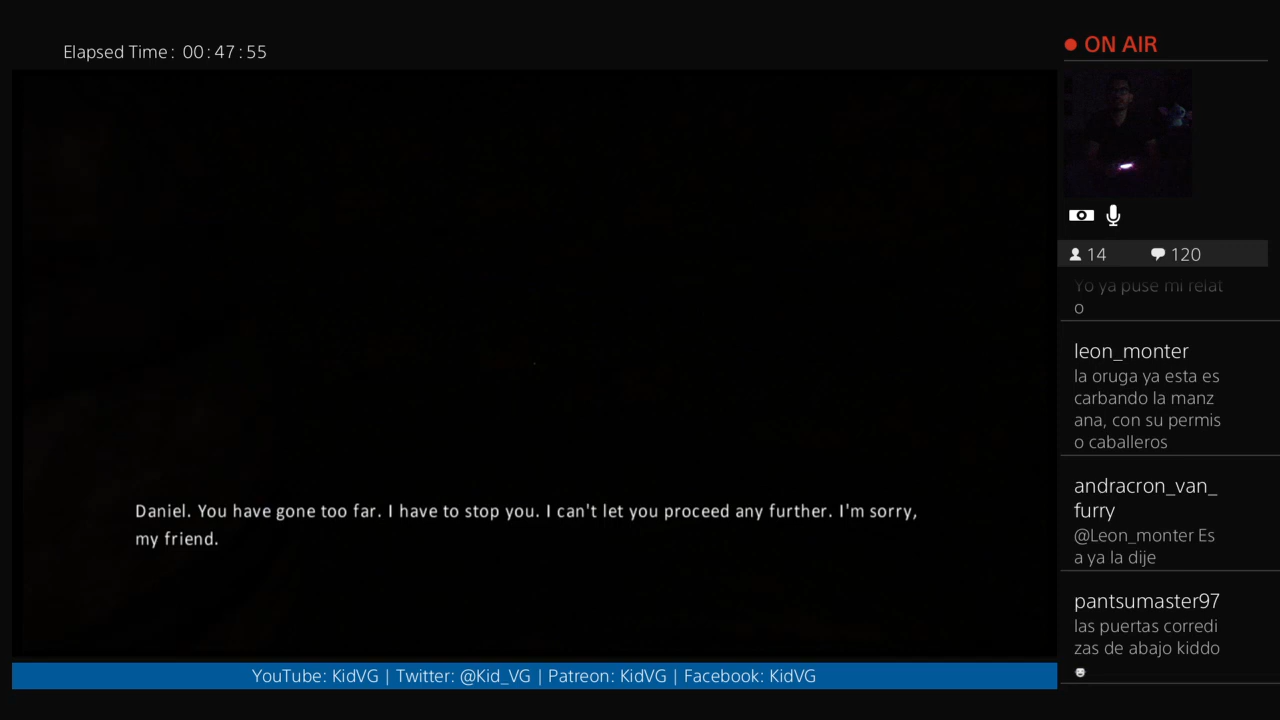 Elapsed Time: 00:47:55
ON AIR
14 120
Yo ya puse mi relat
o
leon_monter
la oruga ya esta es
carbando la manz
ana, con su permis
o caballeros
andracron_van_
furry
@Leon_monter Es
a ya la dije
pantsumaster97
las puertas corredi
zas de abajo kiddo
Daniel. You have gone too far. I have to stop you. I can't let you proceed any further. I'm sorry,
my friend.
YouTube: KidVG | Twitter: @Kid_VG | Patreon: KidVG | Facebook: KidVG